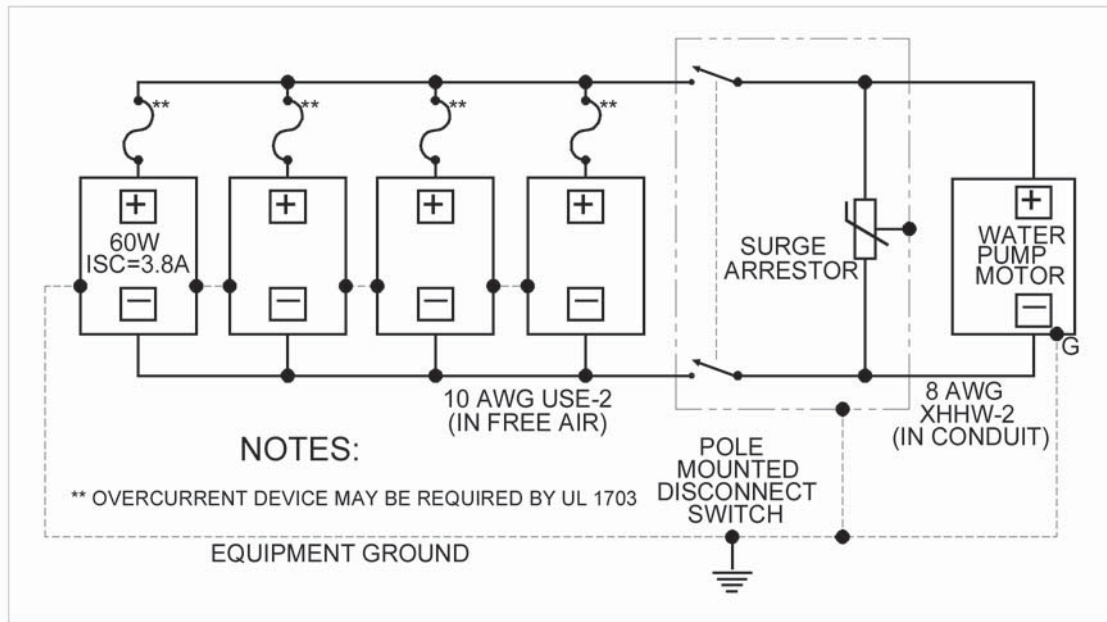 **
**
**
**
+
+
+
+
+
60W
ISC=3.8A
SURGE
ARRESTOR
WATER
PUMP
MOTOR
−
−
−
−
−
G
10 AWG USE-2
(IN FREE AIR)
8 AWG
XHHW-2
(IN CONDUIT)
NOTES:
** OVERCURRENT DEVICE MAY BE REQUIRED BY UL 1703
POLE
MOUNTED
DISCONNECT
SWITCH
EQUIPMENT GROUND